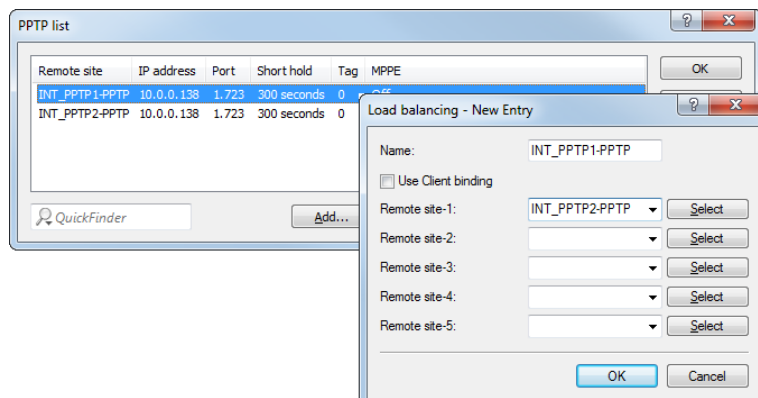 PPTP list
Remote site IP address Port Short hold Tag MPPE
INT_PPTP1-PPTP 10.0.0.138 1.723 300 seconds 0 Off
INT_PPTP2-PPTP 10.0.0.138 1.723 300 seconds 0
OK
QuickFinder
Add...
Load balancing - New Entry
Name: INT_PPTP1-PPTP
Use Client binding
Remote site-1: INT_PPTP2-PPTP Select
Remote site-2: Select
Remote site-3: Select
Remote site-4: Select
Remote site-5: Select
OK Cancel